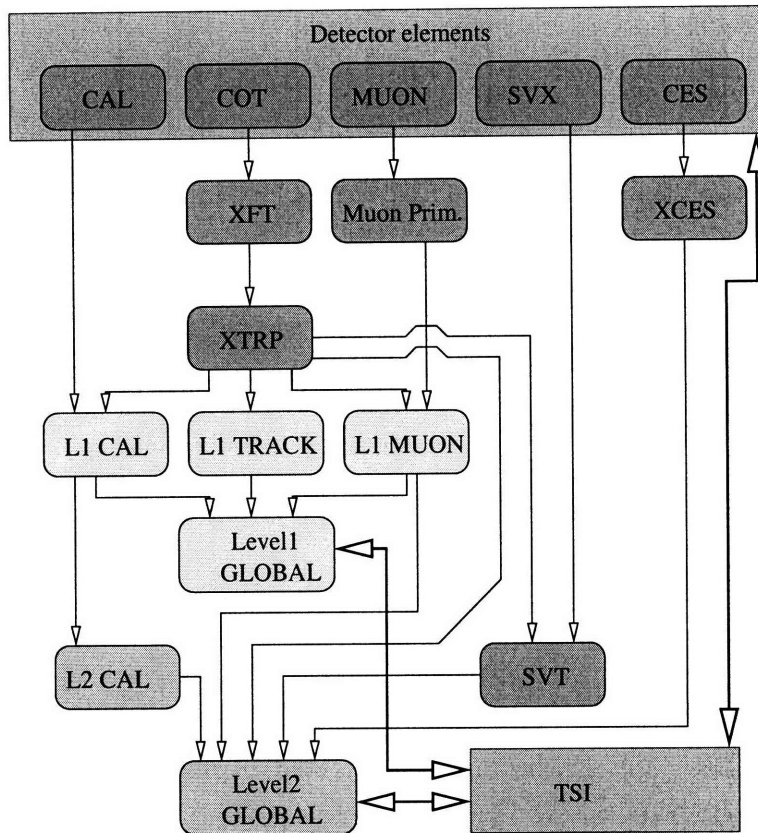 Detector elements
CAL
COT
MUON
SVX
CES
XFT
Muon Prim.
XCES
XTRP
L1 CAL
L1 TRACK
L1 MUON
Level1
GLOBAL
L2 CAL
SVT
Level2
GLOBAL
TSI